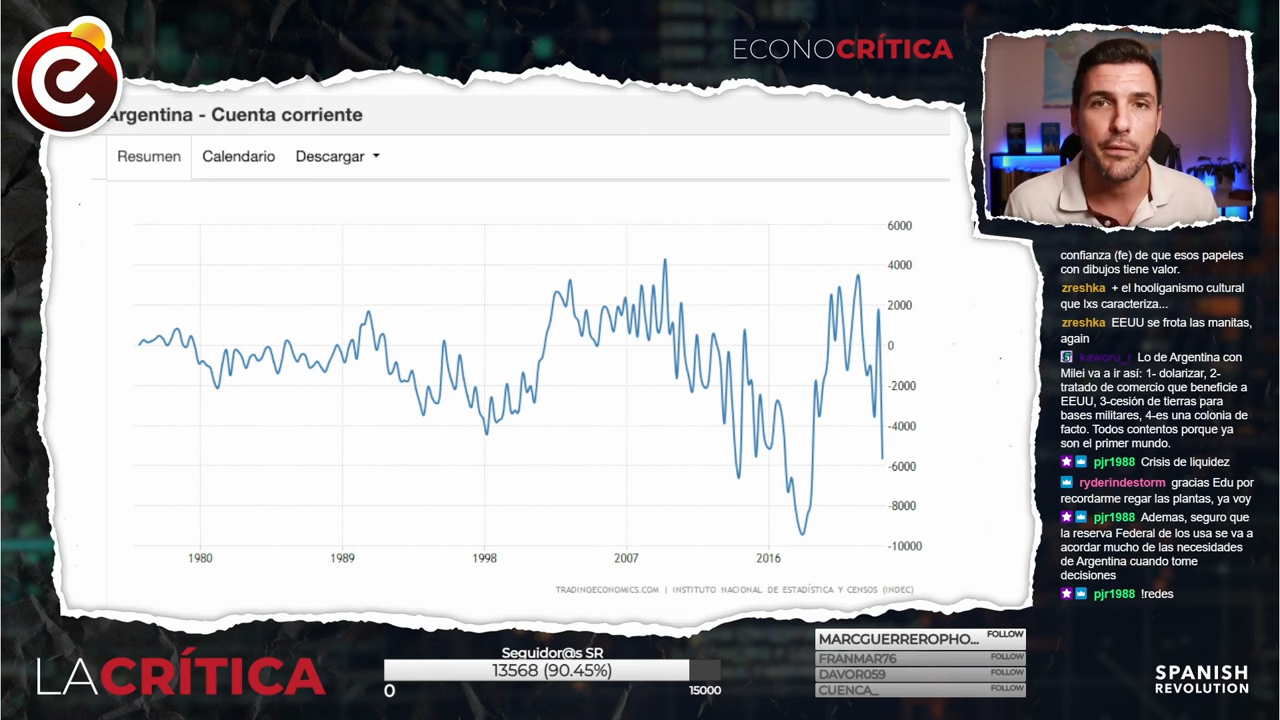 ECONOCRÍTICA
Argentina - Cuenta corriente
Resumen Calendario Descargar
6000
4000
2000
0
-2000
-4000
-6000
-8000
-10000
1980 1989 1998 2007 2016
TRADINGECONOMICS.COM | INSTITUTO NACIONAL DE ESTADÍSTICA Y CENSOS (INDEC)
confianza (fe) de que esos papeles
con dibujos tiene valor.
zreshka + el hooliganismo cultural
que lxs caracteriza...
zreshka EEUU se frota las manitas,
again
kaworu_r Lo de Argentina con
Milei va a ir así: 1- dolarizar, 2-
tratado de comercio que beneficie a
EEUU, 3-cesión de tierras para
bases militares, 4-es una colonia de
facto. Todos contentos porque ya
son el primer mundo.
pjr1988 Crisis de liquidez
ryderindestorm gracias Edu por
recordarme regar las plantas, ya voy
pjr1988 Ademas, seguro que
la reserva Federal de los usa se va a
acordar mucho de las necesidades
de Argentina cuando tome
decisiones
pjr1988 !redes
LACRÍTICA
Seguidor@s SR
13568 (90.45%)
0 15000
MARCGUERREROPHO... FOLLOW
FRANMAR76 FOLLOW
DAVOR059 FOLLOW
CUENCA_ FOLLOW
SPANISH
REVOLUTION